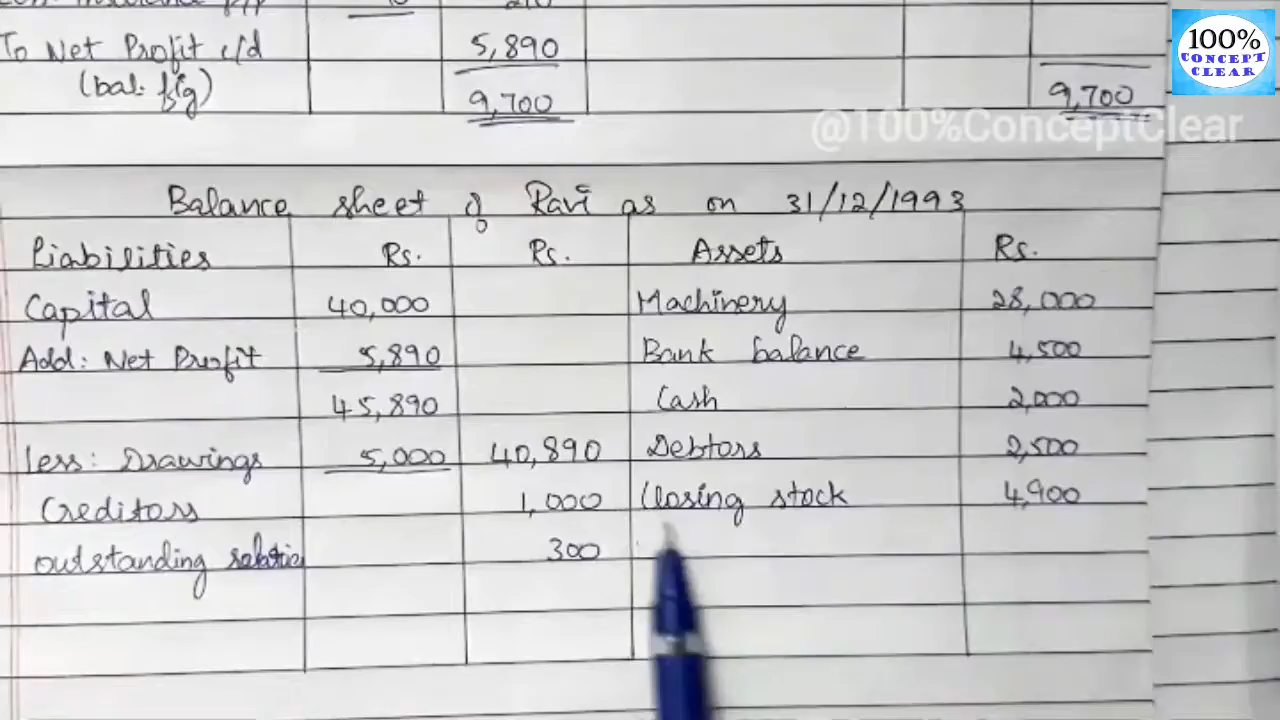 To Net Profit c/d 5,890
(bal. fig) 9,700 9,700
100%
CONCEPT
CLEAR
@100%ConceptClear
Balance sheet of Ravi as on 31/12/1993
Liabilities Rs. Rs. Assets Rs.
Capital 40,000 Machinery 28,000
Add: Net Profit 5,890 Bank balance 4,500
45,890 Cash 2,000
less: Drawings 5,000 40,890 Debtors 2,500
Creditors 1,000 Closing stock 4,900
outstanding salaries 300